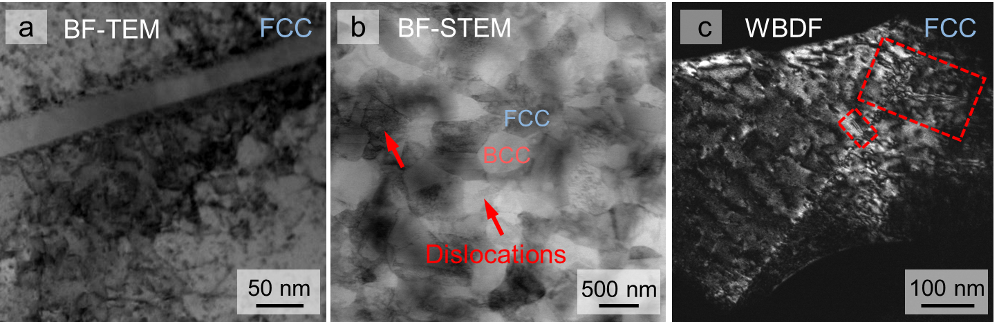 a
BF-TEM
FCC
50 nm
b
BF-STEM
FCC
BCC
Dislocations
500 nm
c
WBDF
FCC
100 nm